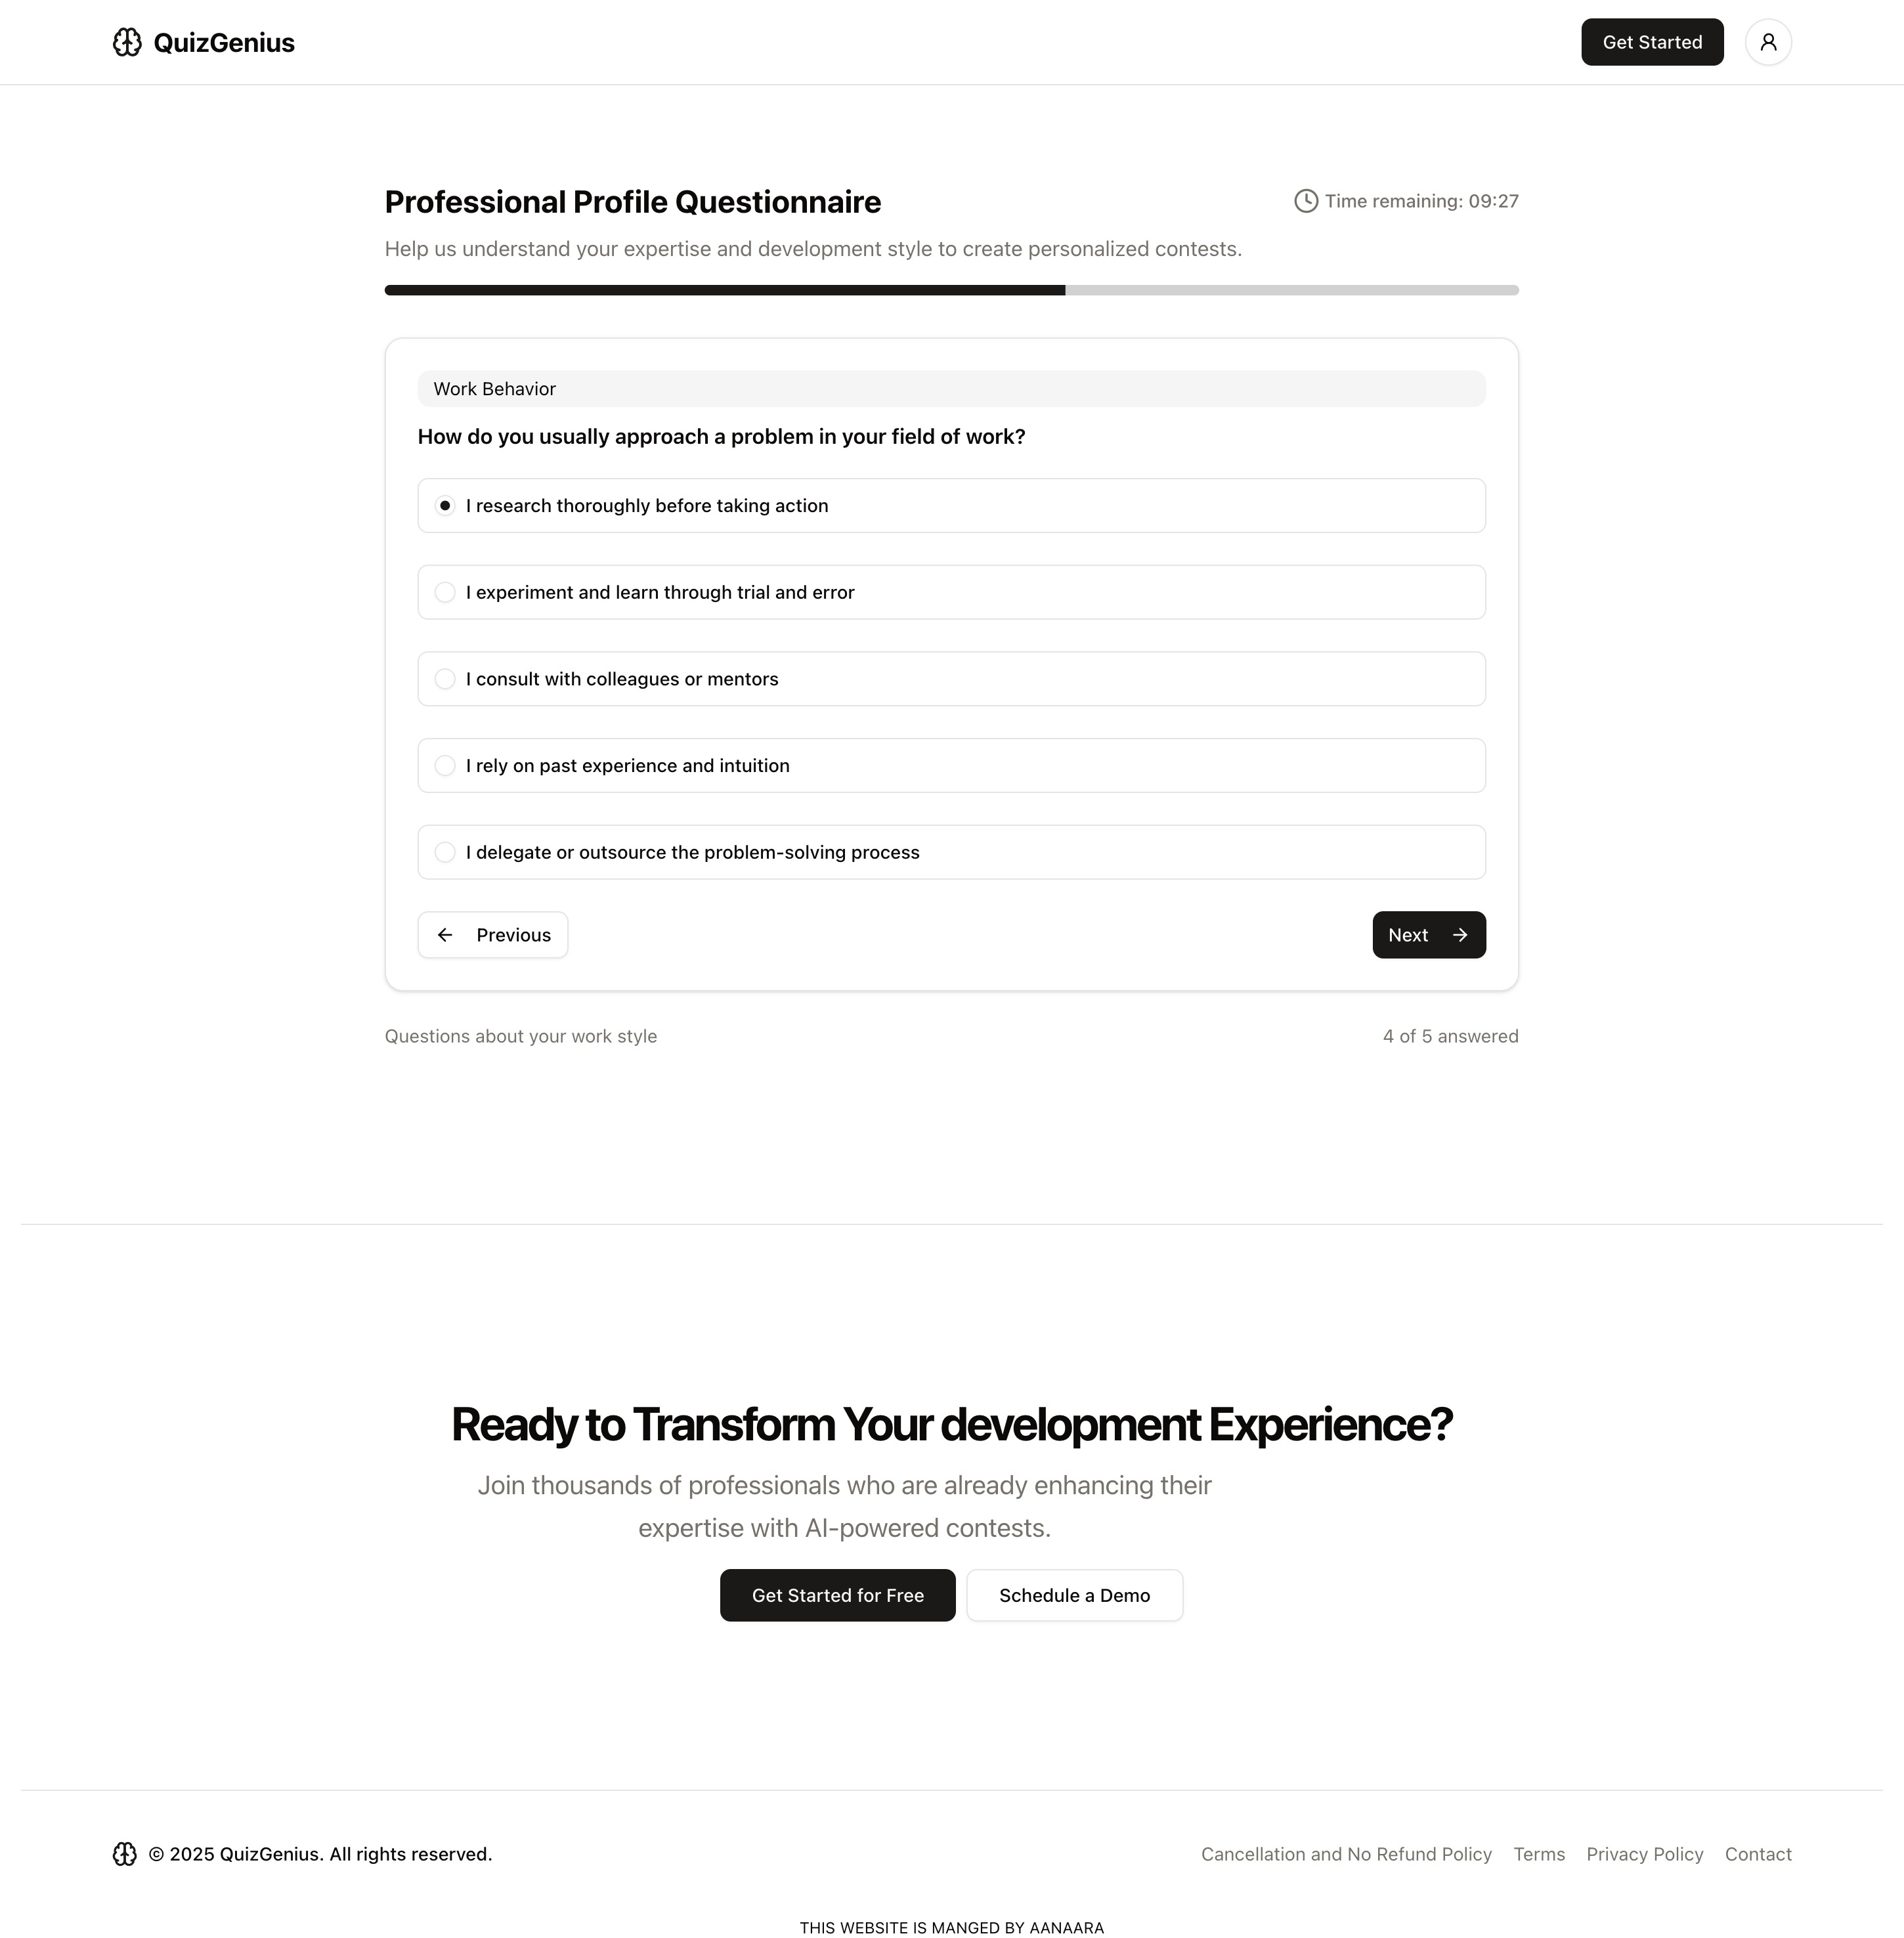 QuizGenius
Get Started
Professional Profile Questionnaire
Time remaining: 09:27
Help us understand your expertise and development style to create personalized contests.
Work Behavior
How do you usually approach a problem in your field of work?
I research thoroughly before taking action
I experiment and learn through trial and error
I consult with colleagues or mentors
I rely on past experience and intuition
I delegate or outsource the problem-solving process
Previous
Next
Questions about your work style
4 of 5 answered
Ready to Transform Your development Experience?
Join thousands of professionals who are already enhancing their
expertise with AI-powered contests.
Get Started for Free
Schedule a Demo
© 2025 QuizGenius. All rights reserved.
Cancellation and No Refund Policy
Terms
Privacy Policy
Contact
THIS WEBSITE IS MANGED BY AANAARA